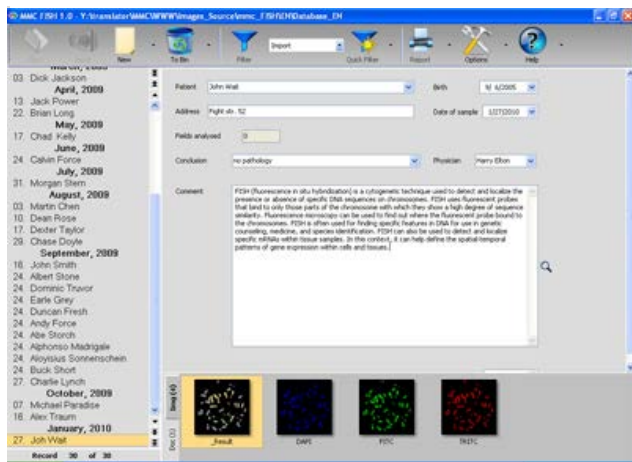 MMC FISH 1.0 - Y:\translator\MMC\WWW\Images_Source\mmc_FISH\EN\Database_EN
New
To Bin
Filter
Import
Quick Filter
Report
Options
Help
March, 2009
03 Dick Jackson
April, 2009
13. Jack Power
22. Brian Long
May, 2009
17. Chad Kelly
June, 2009
24. Calvin Force
July, 2009
31. Morgan Stern
August, 2009
03. Martin Chen
10. Dean Rose
17. Dexter Taylor
29. Chase Doyle
September, 2009
18. John Smith
24. Albert Stone
24. Dominic Truvor
24. Earle Grey
24. Duncan Fresh
24. Andy Force
24. Abe Storch
24. Alphonso Madrigale
24. Aloysius Sonnenschein
24. Buck Short
27. Charlie Lynch
October, 2009
07. Michael Paradise
16. Alex Traum
January, 2010
27. Joh Wait
Record 30 of 30
Patient John Wait
Birth 9/ 6/2005
Address Fight str. 52
Date of sample 1/27/2010
Fields analysed 0
Conclusion no pathology
Physician Harry Elton
Comment
FISH (fluorescence in situ hybridization) is a cytogenetic technique used to detect and localize the
presence or absence of specific DNA sequences on chromosomes. FISH uses fluorescent probes
that bind to only those parts of the chromosome with which they show a high degree of sequence
similarity. Fluorescence microscopy can be used to find out where the fluorescent probe bound to
the chromosomes. FISH is often used for finding specific features in DNA for use in genetic
counseling, medicine, and species identification. FISH can also be used to detect and localize
specific mRNAs within tissue samples. In this context, it can help define the spatial-temporal
patterns of gene expression within cells and tissues.
Img (4)
Doc (1)
_Result
DAPI
FITC
TRITC